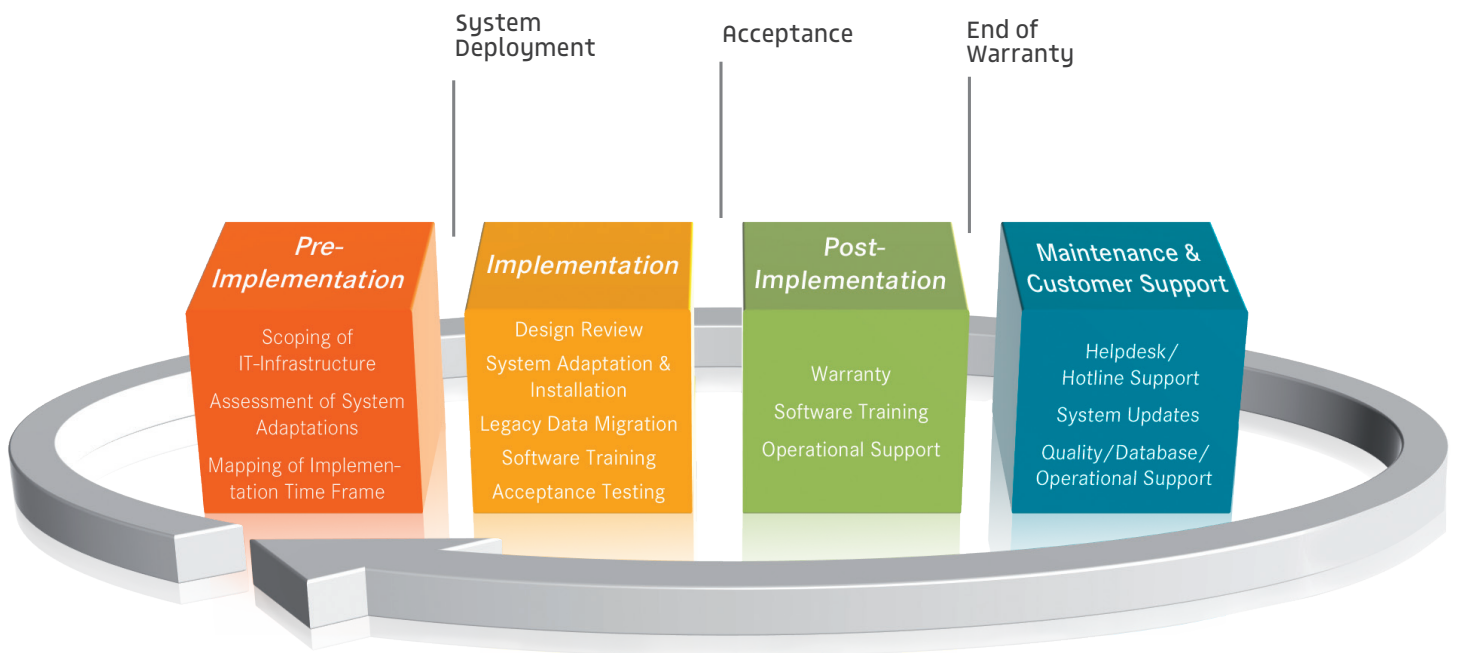 System
Deployment
Acceptance
End of
Warranty
Pre-
Implementation
Scoping of
IT-Infrastructure
Assessment of System
Adaptations
Mapping of Implemen-
tation Time Frame
Implementation
Design Review
System Adaptation &
Installation
Legacy Data Migration
Software Training
Acceptance Testing
Post-
Implementation
Warranty
Software Training
Operational Support
Maintenance &
Customer Support
Helpdesk/
Hotline Support
System Updates
Quality/Database/
Operational Support